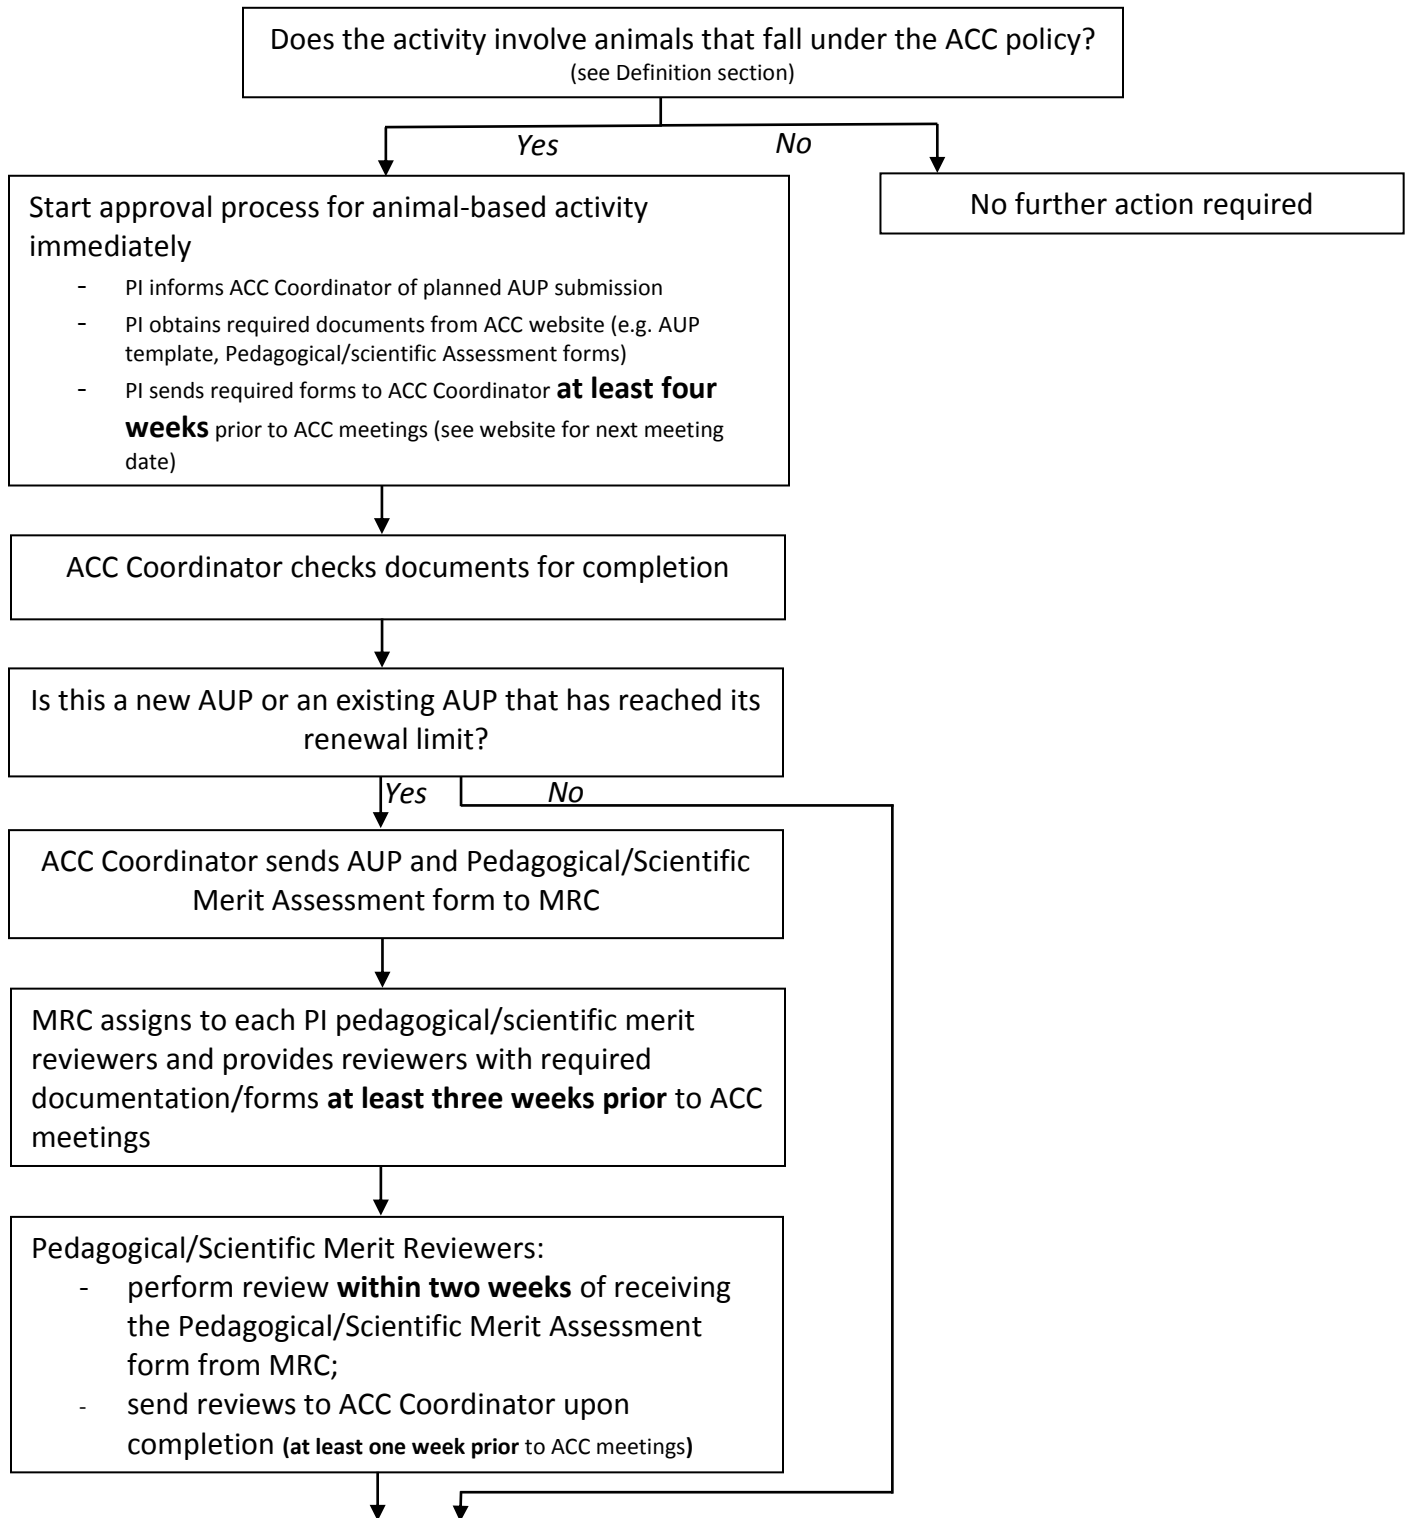 Does the activity involve animals that fall under the ACC policy?
(see Definition section)
Yes
No
Start approval process for animal-based activity
immediately
- PI informs ACC Coordinator of planned AUP submission
- PI obtains required documents from ACC website (e.g. AUP
template, Pedagogical/scientific Assessment forms)
- PI sends required forms to ACC Coordinator at least four
weeks prior to ACC meetings (see website for next meeting
date)
No further action required
ACC Coordinator checks documents for completion
Is this a new AUP or an existing AUP that has reached its
renewal limit?
Yes
No
ACC Coordinator sends AUP and Pedagogical/Scientific
Merit Assessment form to MRC
MRC assigns to each PI pedagogical/scientific merit
reviewers and provides reviewers with required
documentation/forms at least three weeks prior to ACC
meetings
Pedagogical/Scientific Merit Reviewers:
- perform review within two weeks of receiving
the Pedagogical/Scientific Merit Assessment
form from MRC;
- send reviews to ACC Coordinator upon
completion (at least one week prior to ACC meetings)